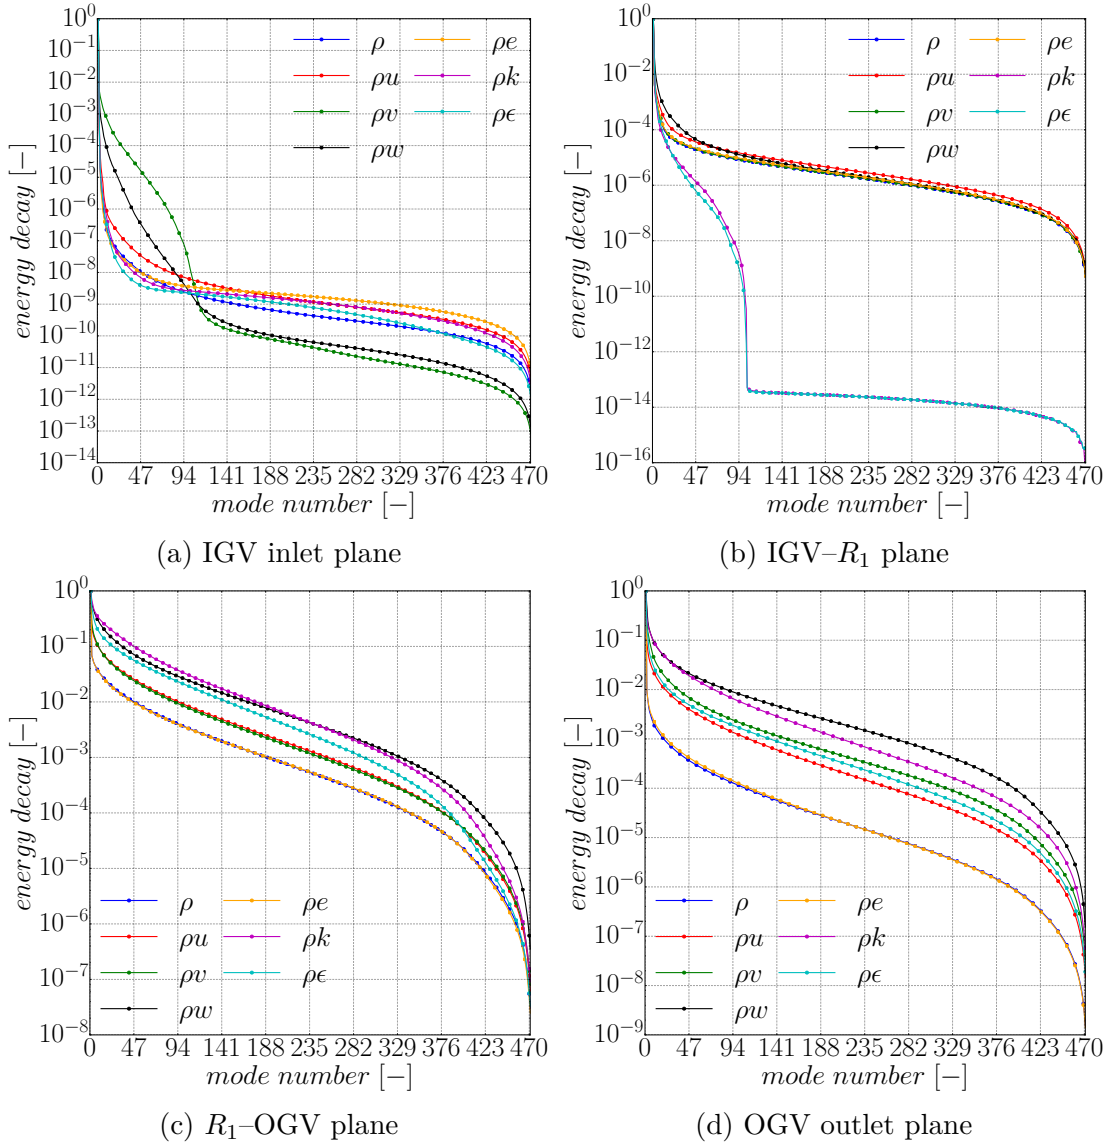 10^0
10^{-1}
10^{-2}
10^{-3}
10^{-4}
10^{-5}
10^{-6}
10^{-7}
10^{-8}
10^{-9}
10^{-10}
10^{-11}
10^{-12}
10^{-13}
10^{-14}
energy decay [−]
ρ ρe
ρu ρk
ρv ρϵ
ρw
0 47 94 141 188 235 282 329 376 423 470
mode number [−]
(a) IGV inlet plane
10^0
10^{-2}
10^{-4}
10^{-6}
10^{-8}
10^{-10}
10^{-12}
10^{-14}
10^{-16}
energy decay [−]
ρ ρe
ρu ρk
ρv ρϵ
ρw
0 47 94 141 188 235 282 329 376 423 470
mode number [−]
(b) IGV–R_1 plane
10^0
10^{-1}
10^{-2}
10^{-3}
10^{-4}
10^{-5}
10^{-6}
10^{-7}
10^{-8}
energy decay [−]
ρ ρe
ρu ρk
ρv ρϵ
ρw
0 47 94 141 188 235 282 329 376 423 470
mode number [−]
(c) R_1–OGV plane
10^0
10^{-1}
10^{-2}
10^{-3}
10^{-4}
10^{-5}
10^{-6}
10^{-7}
10^{-8}
10^{-9}
energy decay [−]
ρ ρe
ρu ρk
ρv ρϵ
ρw
0 47 94 141 188 235 282 329 376 423 470
mode number [−]
(d) OGV outlet plane